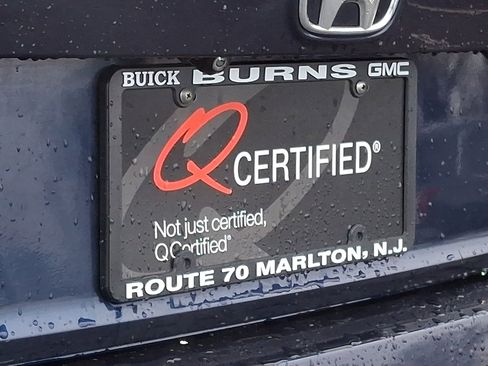 BUICK BURNS GMC
Q CERTIFIED®
Not just certified,
Q Certified®
ROUTE 70 MARLTON, N.J.